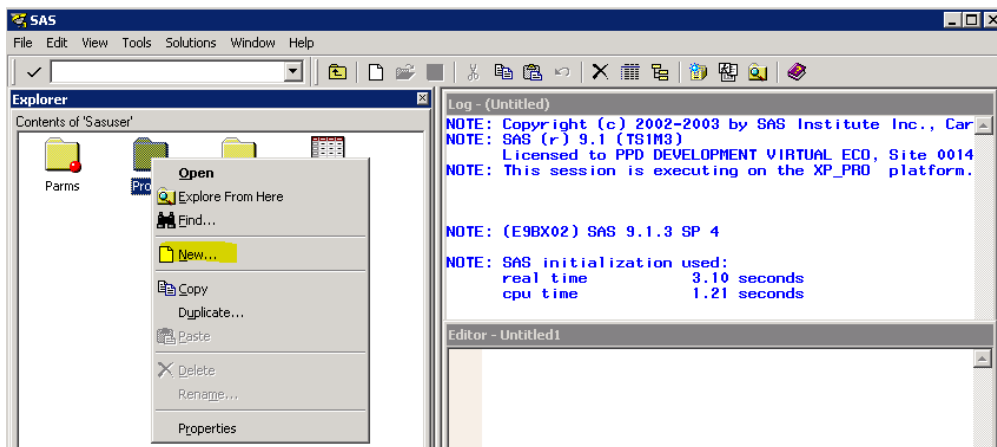 SAS
File Edit View Tools Solutions Window Help
Explorer
Contents of 'Sasuser'
Parms
Pro
Open
Explore From Here
Find...
New...
Copy
Duplicate...
Paste
Delete
Rename...
Properties
Log - (Untitled)
NOTE: Copyright (c) 2002-2003 by SAS Institute Inc., Car
NOTE: SAS (r) 9.1 (TS1M3)
Licensed to PPD DEVELOPMENT VIRTUAL ECO, Site 0014
NOTE: This session is executing on the XP_PRO platform.
NOTE: (E9BX02) SAS 9.1.3 SP 4
NOTE: SAS initialization used:
real time 3.10 seconds
cpu time 1.21 seconds
Editor - Untitled1